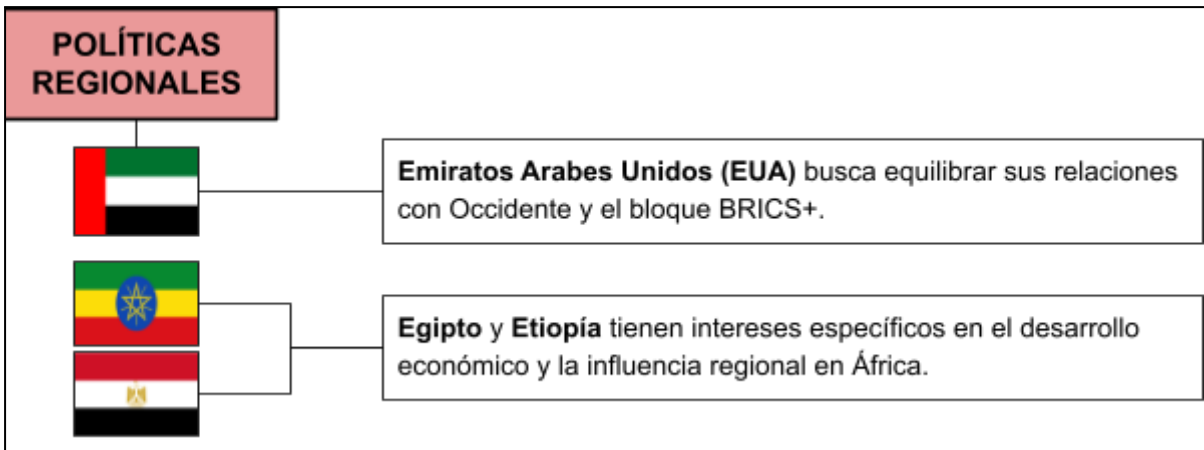 POLÍTICAS
REGIONALES
Emiratos Arabes Unidos (EUA) busca equilibrar sus relaciones
con Occidente y el bloque BRICS+.
Egipto y Etiopía tienen intereses específicos en el desarrollo
económico y la influencia regional en África.